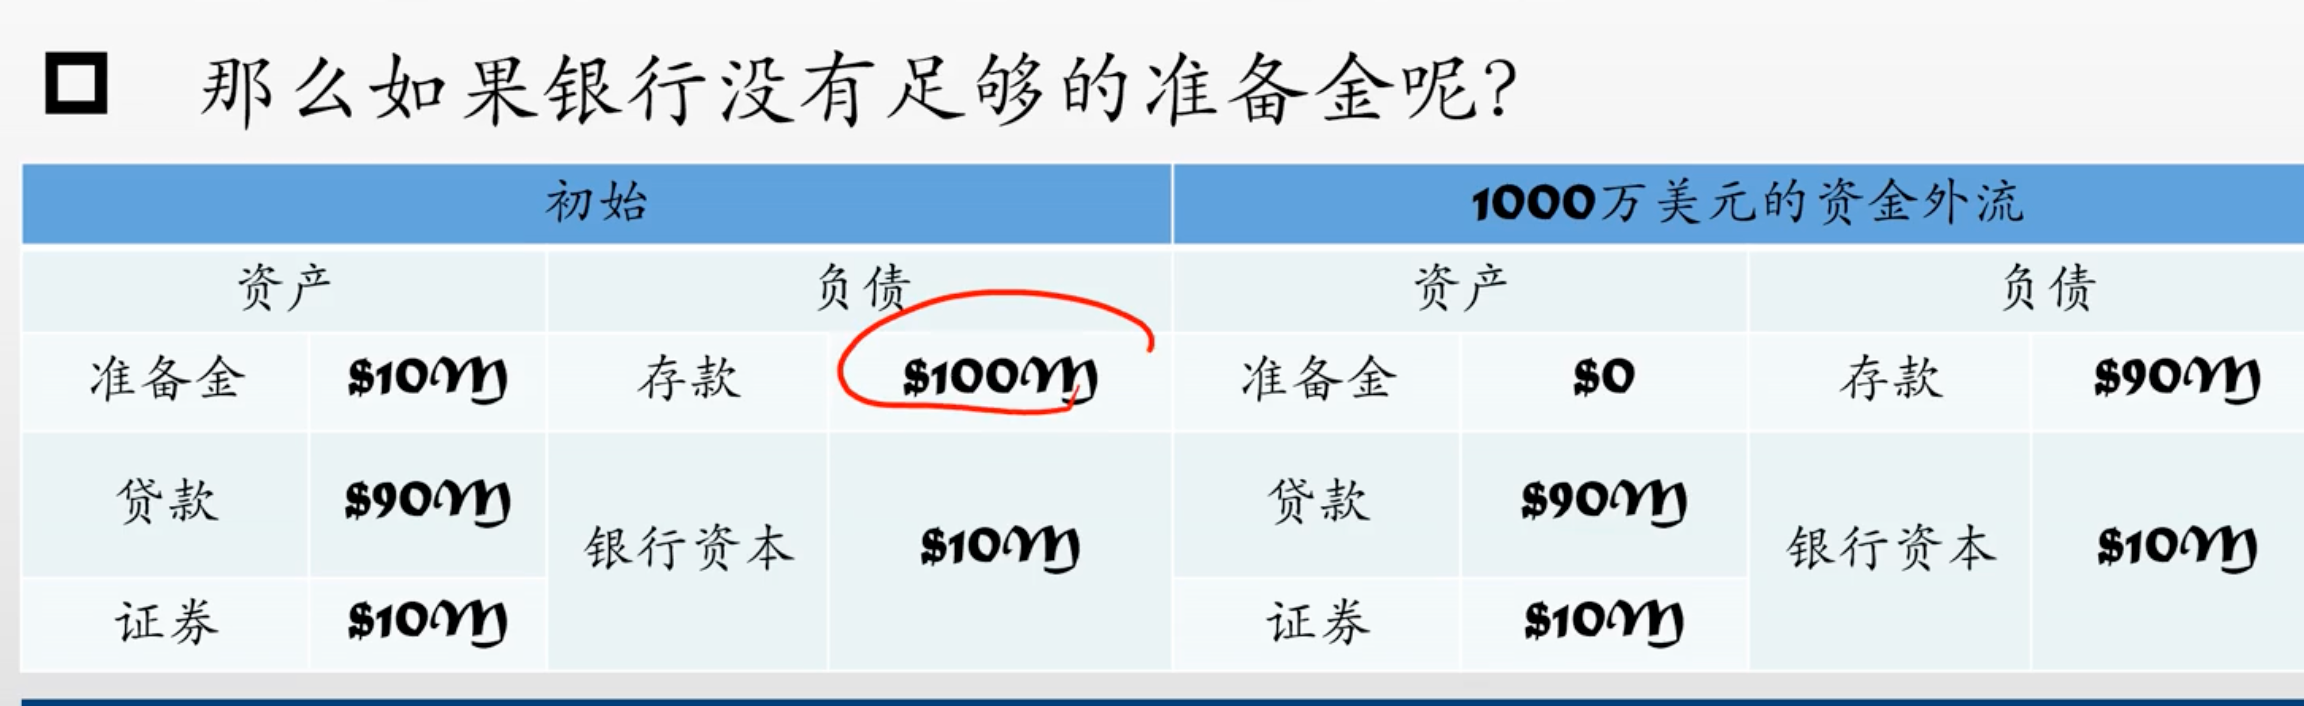 那么如果银行没有足够的准备金呢？
初始 1000万美元的资金外流
资产 负债 资产 负债
准备金 $10M 存款 $100M 准备金 $0 存款 $90M
贷款 $90M 银行资本 $10M 贷款 $90M 银行资本 $10M
证券 $10M 证券 $10M